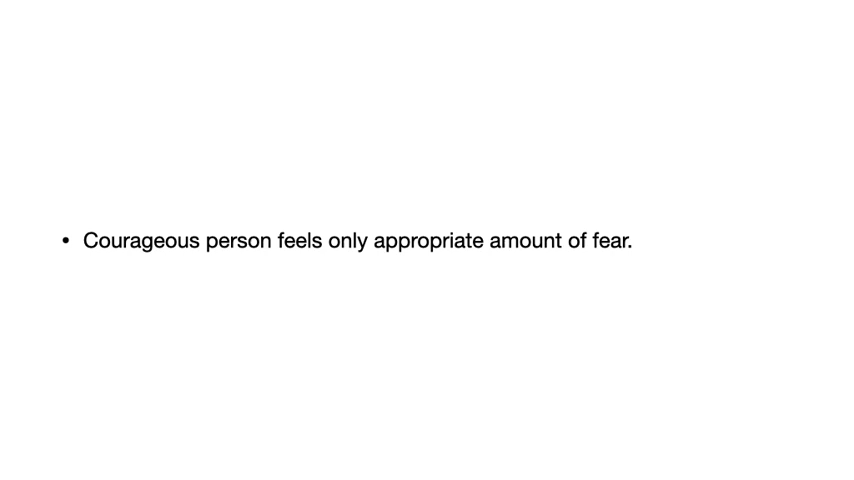 • Courageous person feels only appropriate amount of fear.